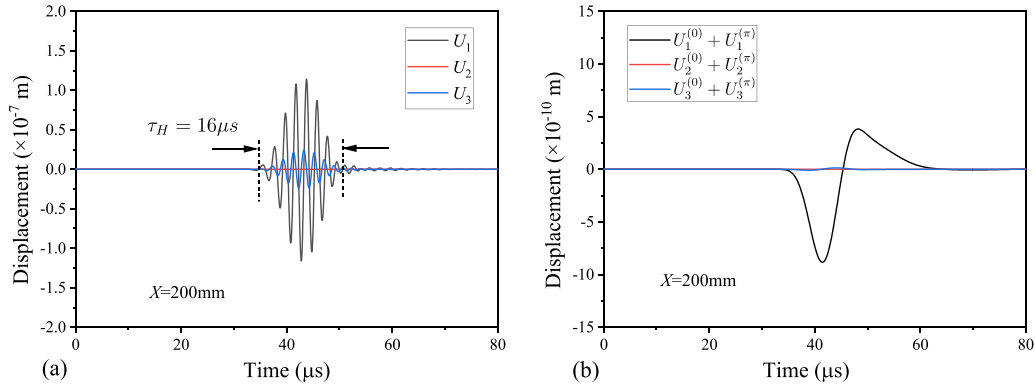 2.0
1.5
1.0
0.5
0.0
-0.5
-1.0
-1.5
-2.0
Displacement (×10⁻⁷ m)
U₁
U₂
U₃
τ_H = 16μs
X=200mm
0 20 40 60 80
Time (μs)
(a)
15
10
5
0
-5
-10
-15
Displacement (×10⁻¹⁰ m)
U₁⁽⁰⁾ + U₁⁽π⁾
U₂⁽⁰⁾ + U₂⁽π⁾
U₃⁽⁰⁾ + U₃⁽π⁾
X=200mm
0 20 40 60 80
Time (μs)
(b)